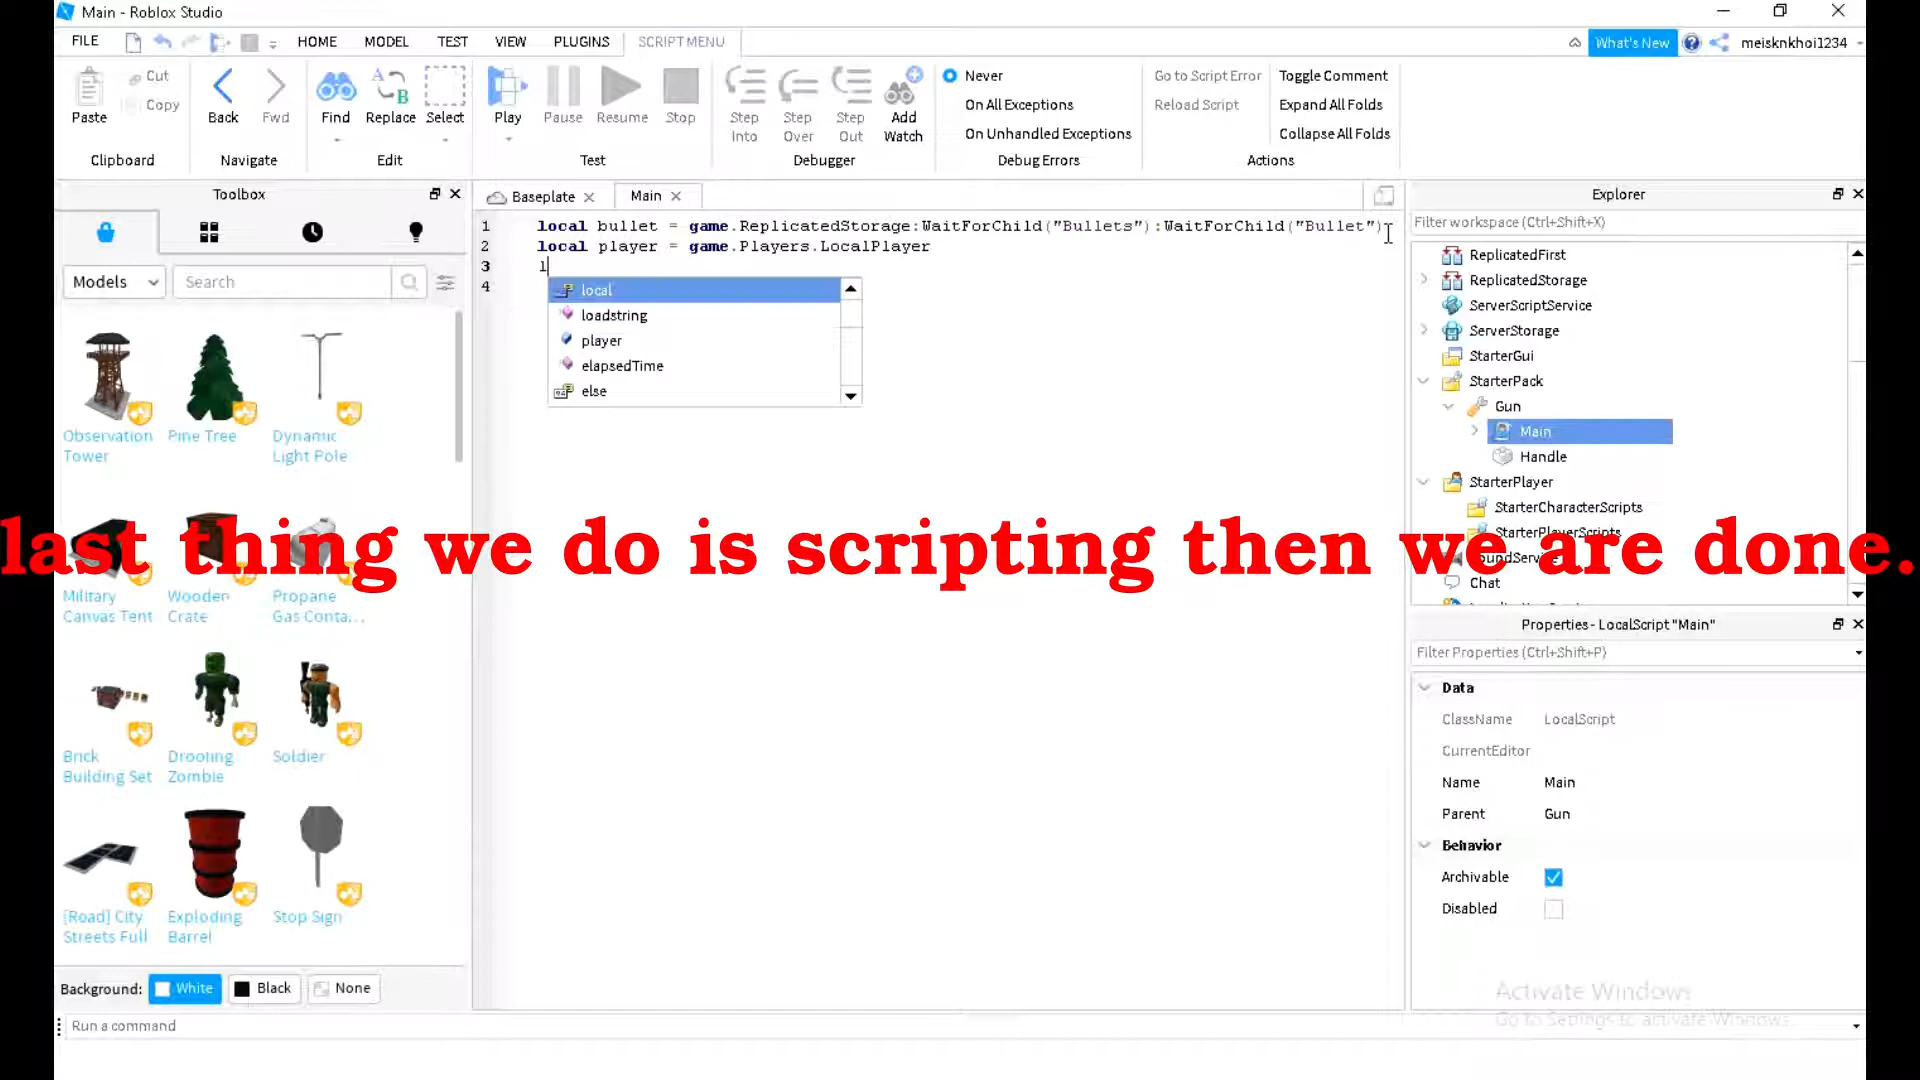 Main - Roblox Studio
FILE HOME MODEL TEST VIEW PLUGINS SCRIPT MENU What's New meisknkhoi1234
Paste Cut Copy Back Fwd Find Replace Select Play Pause Resume Stop Step Into Step Over Step Out Add Watch
Never
On All Exceptions
On Unhandled Exceptions
Go to Script Error
Reload Script
Toggle Comment
Expand All Folds
Collapse All Folds
Clipboard Navigate Edit Test Debugger Debug Errors Actions
Toolbox
Models Search
Observation Tower
Pine Tree
Dynamic Light Pole
Military Canvas Tent
Wooden Crate
Propane Gas Conta...
Brick Building Set
Drooling Zombie
Soldier
[Road] City Streets Full
Exploding Barrel
Stop Sign
Background: White Black None
Run a command
Baseplate Main
1 local bullet = game.ReplicatedStorage:WaitForChild("Bullets"):WaitForChild("Bullet")
2 local player = game.Players.LocalPlayer
3 l
4
local
loadstring
player
elapsedTime
else
last thing we do is scripting then we are done.
Explorer
Filter workspace (Ctrl+Shift+X)
ReplicatedFirst
ReplicatedStorage
ServerScriptService
ServerStorage
StarterGui
StarterPack
Gun
Main
Handle
StarterPlayer
StarterCharacterScripts
StarterPlayerScripts
SoundService
Chat
Properties - LocalScript "Main"
Filter Properties (Ctrl+Shift+P)
Data
ClassName LocalScript
CurrentEditor
Name Main
Parent Gun
Behavior
Archivable
Disabled
Activate Windows
Go to Settings to activate Windows.